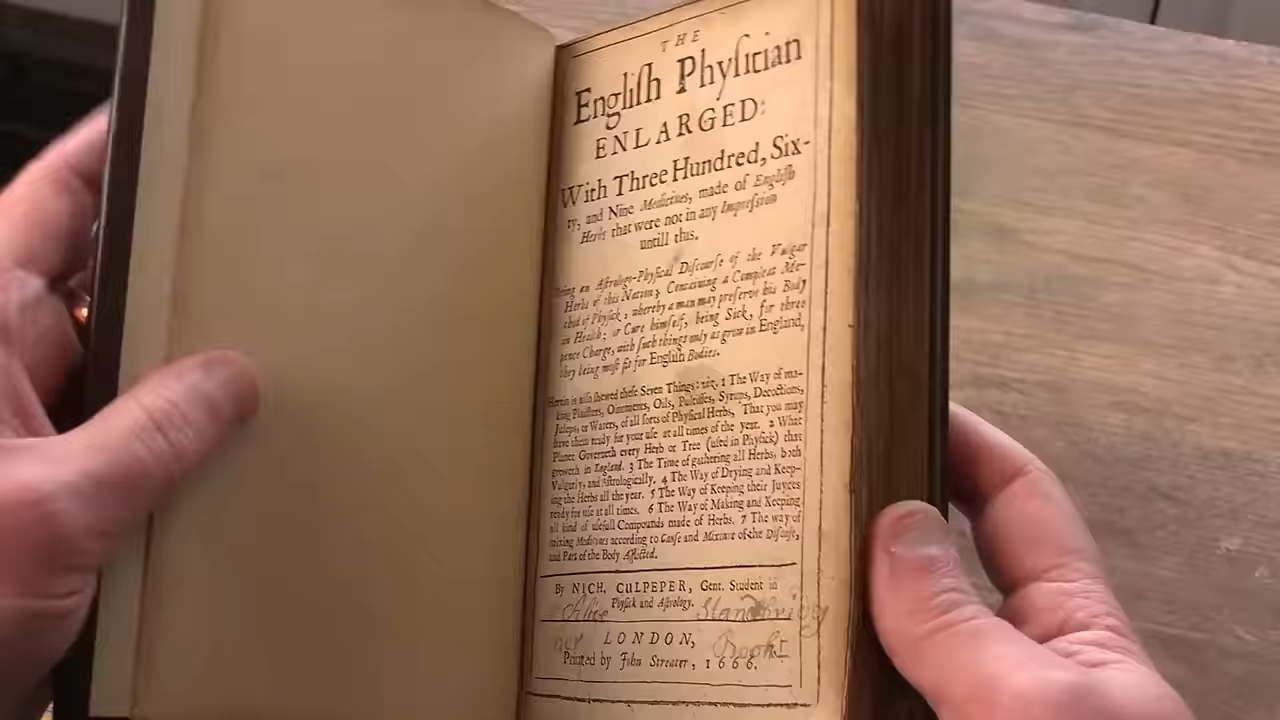 THE
Engliſh Phyſitian
ENLARGED:
With Three Hundred, Six-
ty, and Nine Medicines, made of Engliſh
Herbs that were not in any Impreſſion
untill this.
Being an Aſtrologo-Phyſical Diſcourſe of the Vulgar
Herbs of this Nation; Containing a Compleat Me-
thod of Phyſick, whereby a man may preſerve his Body
in Health; or Cure himſelf, being Sick, for three
pence Charge, with ſuch things only as grow in England,
they being moſt fit for Engliſh Bodies.
Herein is alſo ſhewed theſe Seven Things: viz. 1 The Way of ma-
king Plaiſters, Ointments, Oils, Pultiſſes, Syrups, Decoctions,
Juleps, or Waters, of all ſorts of Phyſical Herbs, That you may
have them ready for your uſe at all times of the year. 2 What
Planet Governeth every Herb or Tree (uſed in Phyſick) that
groweth in England. 3 The Time of gathering all Herbs, both
Vulgarly, and Aſtrologically. 4 The Way of Drying and Keep-
ing the Herbs all the year. 5 The Way of Keeping their Juyces
ready for uſe at all times. 6 The Way of Making and Keeping
all kind of uſefull Compounds made of Herbs. 7 The way of
mixing Medicines according to Cauſe and Mixture of the Diſeaſe,
and Part of the Body Afflicted.
By NICH. CULPEPER, Gent. Student in
Phyſick and Aſtrology.
Alice
her Book
LONDON,
Printed by John Streater, 1666.